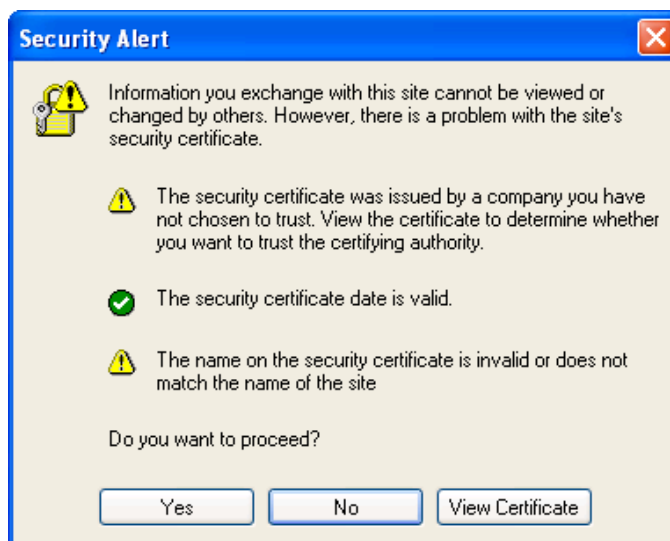 Security Alert
Information you exchange with this site cannot be viewed or
changed by others. However, there is a problem with the site's
security certificate.
The security certificate was issued by a company you have
not chosen to trust. View the certificate to determine whether
you want to trust the certifying authority.
The security certificate date is valid.
The name on the security certificate is invalid or does not
match the name of the site
Do you want to proceed?
Yes No View Certificate